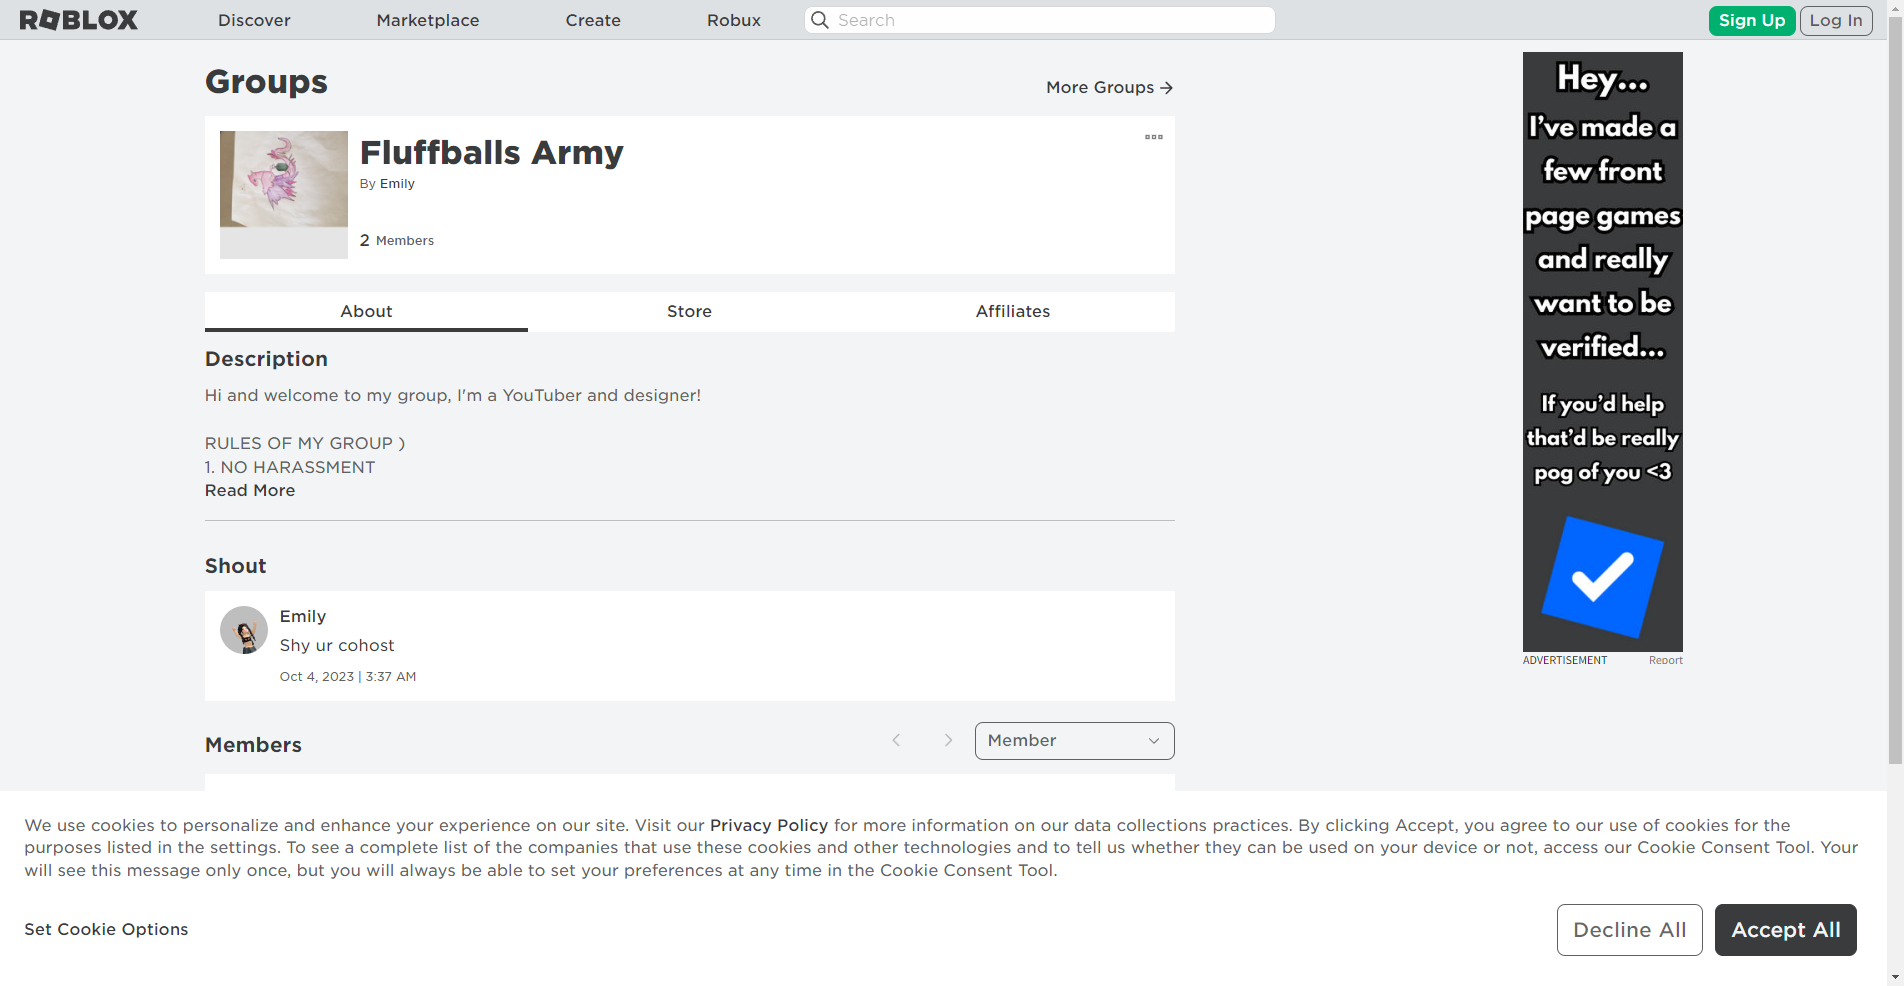 ROBLOX
Discover
Marketplace
Create
Robux
Search
Sign Up
Log In
Groups
More Groups
Fluffballs Army
By Emily
2 Members
About
Store
Affiliates
Description
Hi and welcome to my group, I'm a YouTuber and designer!
RULES OF MY GROUP )
1. NO HARASSMENT
Read More
Shout
Emily
Shy ur cohost
Oct 4, 2023 | 3:37 AM
Members
Member
Hey...
I've made a
few front
page games
and really
want to be
verified...
If you'd help
that'd be really
pog of you <3
ADVERTISEMENT
Report
We use cookies to personalize and enhance your experience on our site. Visit our Privacy Policy for more information on our data collections practices. By clicking Accept, you agree to our use of cookies for the
purposes listed in the settings. To see a complete list of the companies that use these cookies and other technologies and to tell us whether they can be used on your device or not, access our Cookie Consent Tool. Your
will see this message only once, but you will always be able to set your preferences at any time in the Cookie Consent Tool.
Set Cookie Options
Decline All
Accept All